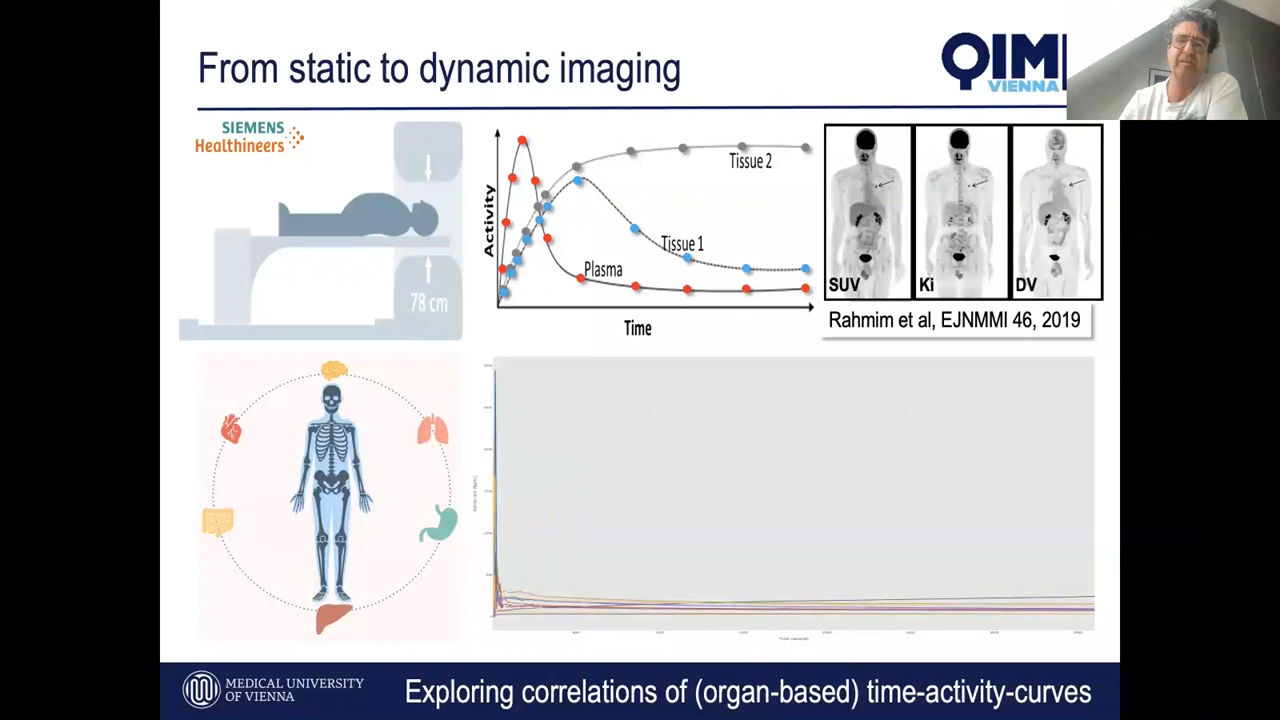 From static to dynamic imaging
QIM
VIENNA
SIEMENS
Healthineers
78 cm
Activity
Tissue 2
Tissue 1
Plasma
Time
SUV
Ki
DV
Rahmim et al, EJNMMI 46, 2019
MEDICAL UNIVERSITY
OF VIENNA
Exploring correlations of (organ-based) time-activity-curves